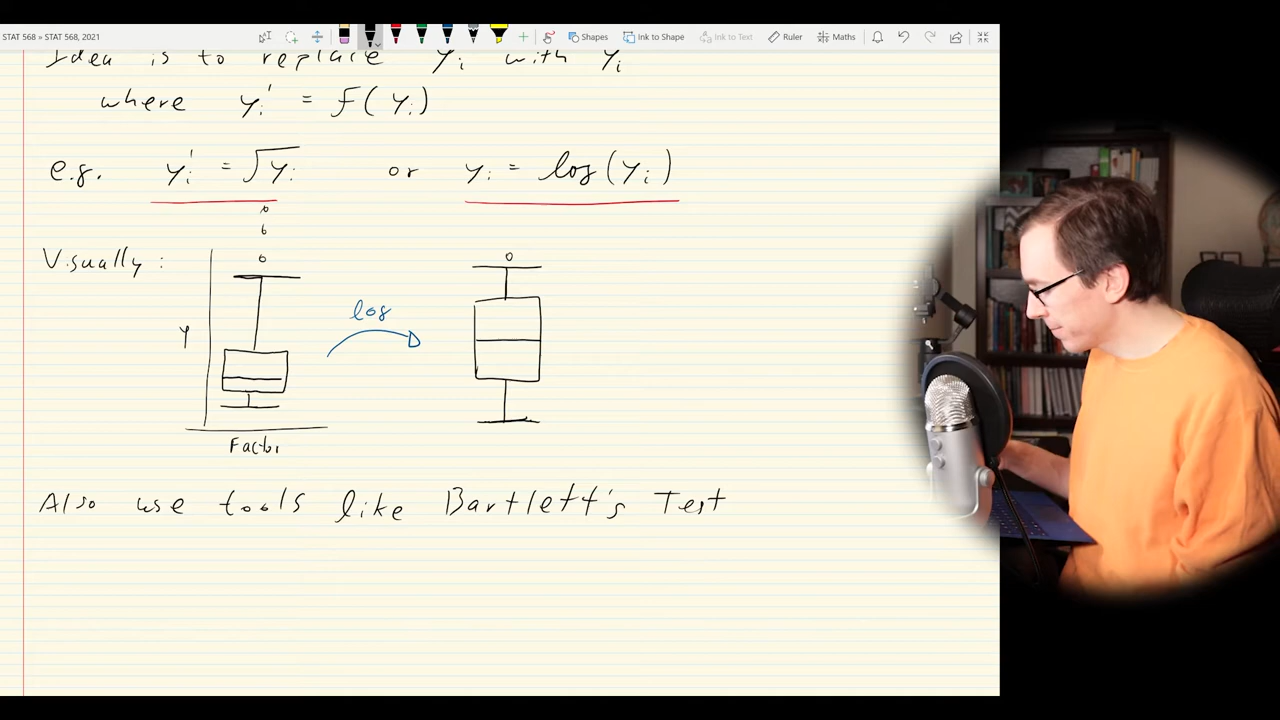 STAT 568 » STAT 568, 2021
Shapes Ink to Shape Ink to Text Ruler Maths
Idea is to replace yᵢ with yᵢ
where yᵢ' = f(yᵢ)
e.g. yᵢ' = √yᵢ or yᵢ = log(yᵢ)
Visually:
log
y
Factor
Also use tools like Bartlett's Test